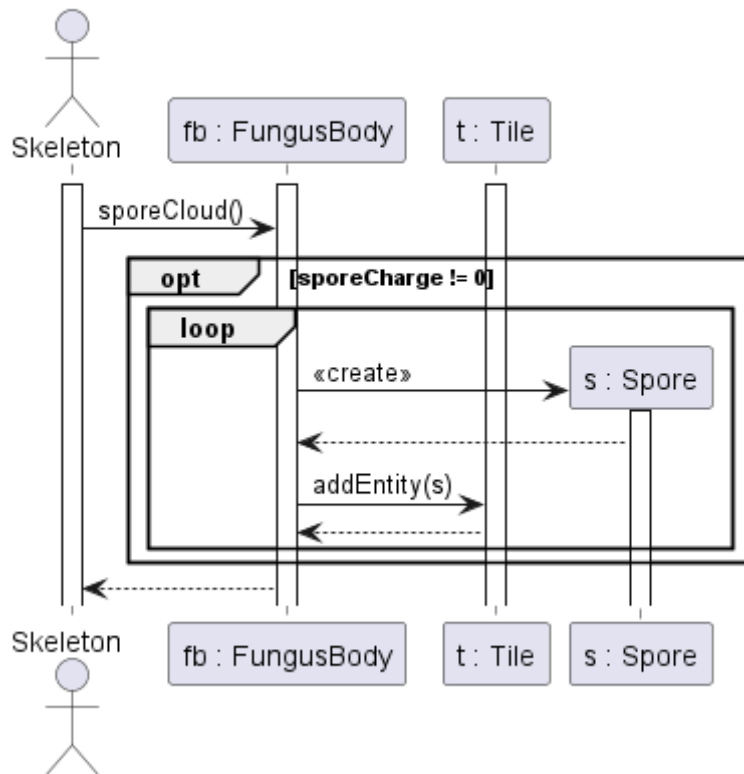 Skeleton
fb : FungusBody
t : Tile
sporeCloud()
opt
[sporeCharge != 0]
loop
«create»
s : Spore
addEntity(s)
Skeleton
fb : FungusBody
t : Tile
s : Spore